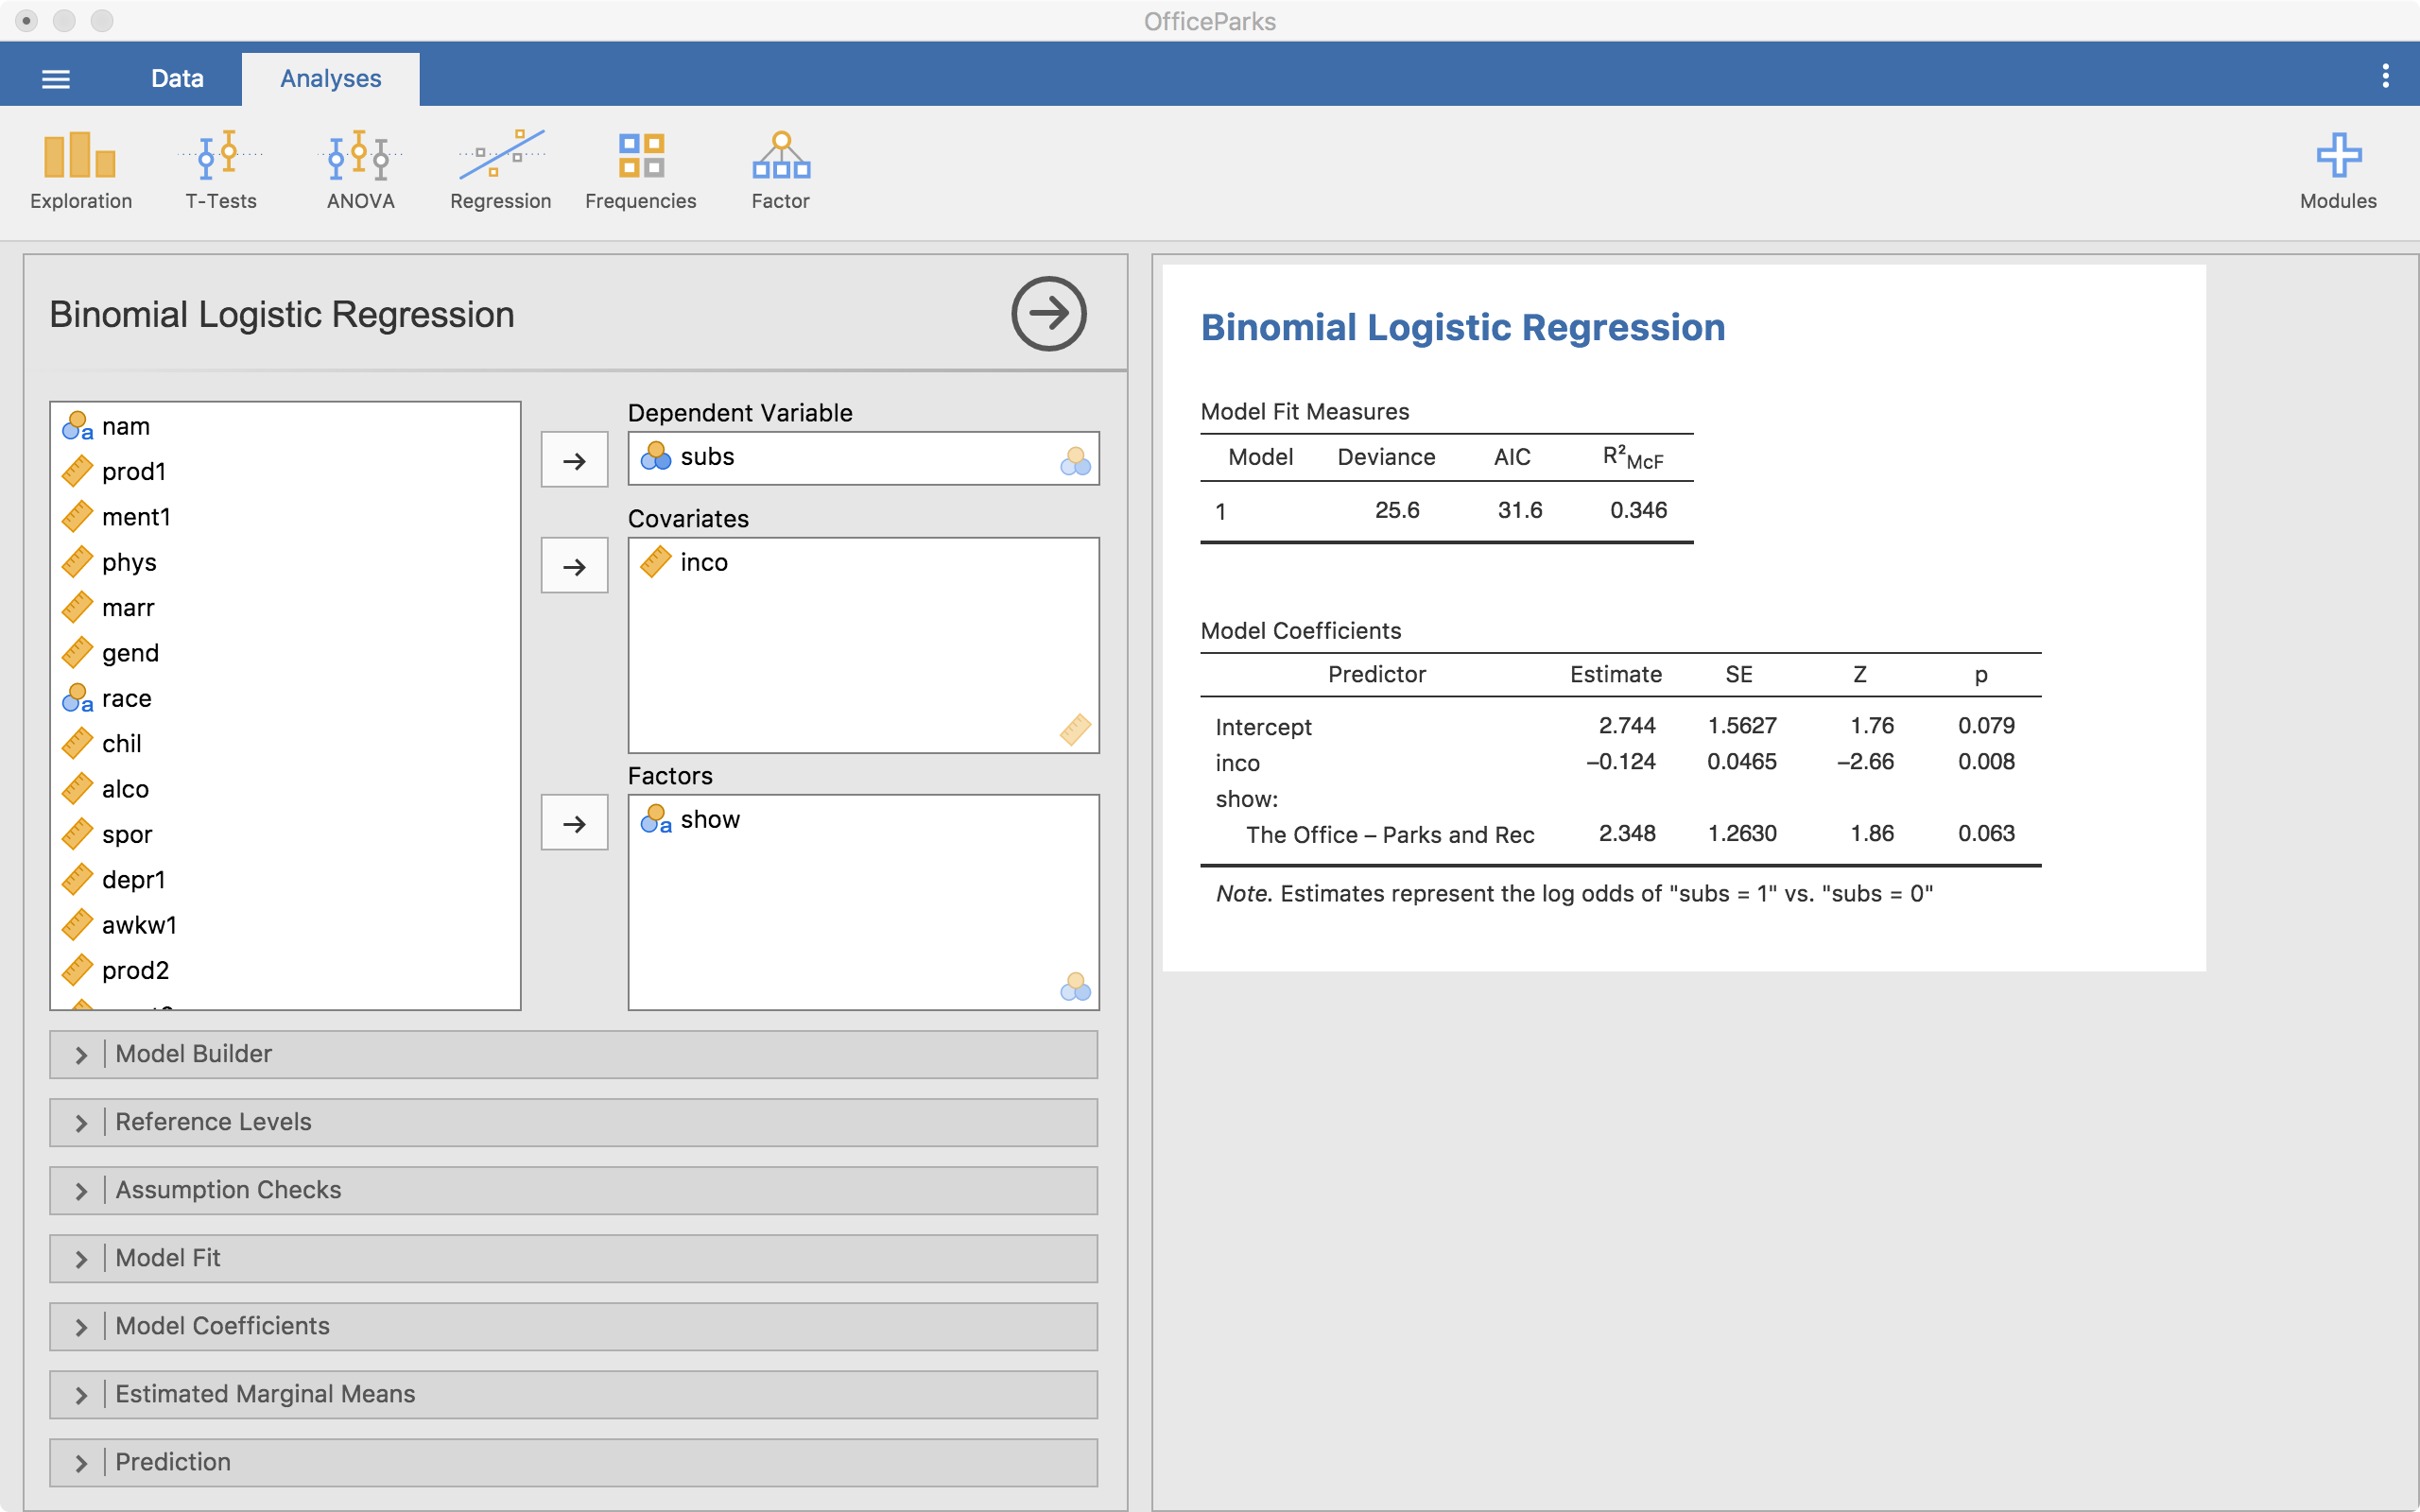 OfficeParks
Data Analyses
Exploration T-Tests ANOVA Regression Frequencies Factor Modules
Binomial Logistic Regression
nam
prod1
ment1
phys
marr
gend
race
chil
alco
spor
depr1
awkw1
prod2
Dependent Variable
subs
Covariates
inco
Factors
show
Model Builder
Reference Levels
Assumption Checks
Model Fit
Model Coefficients
Estimated Marginal Means
Prediction
Binomial Logistic Regression
Model Fit Measures
Model Deviance AIC R²McF
1 25.6 31.6 0.346
Model Coefficients
Predictor Estimate SE Z p
Intercept 2.744 1.5627 1.76 0.079
inco –0.124 0.0465 –2.66 0.008
show:
The Office – Parks and Rec 2.348 1.2630 1.86 0.063
Note. Estimates represent the log odds of "subs = 1" vs. "subs = 0"